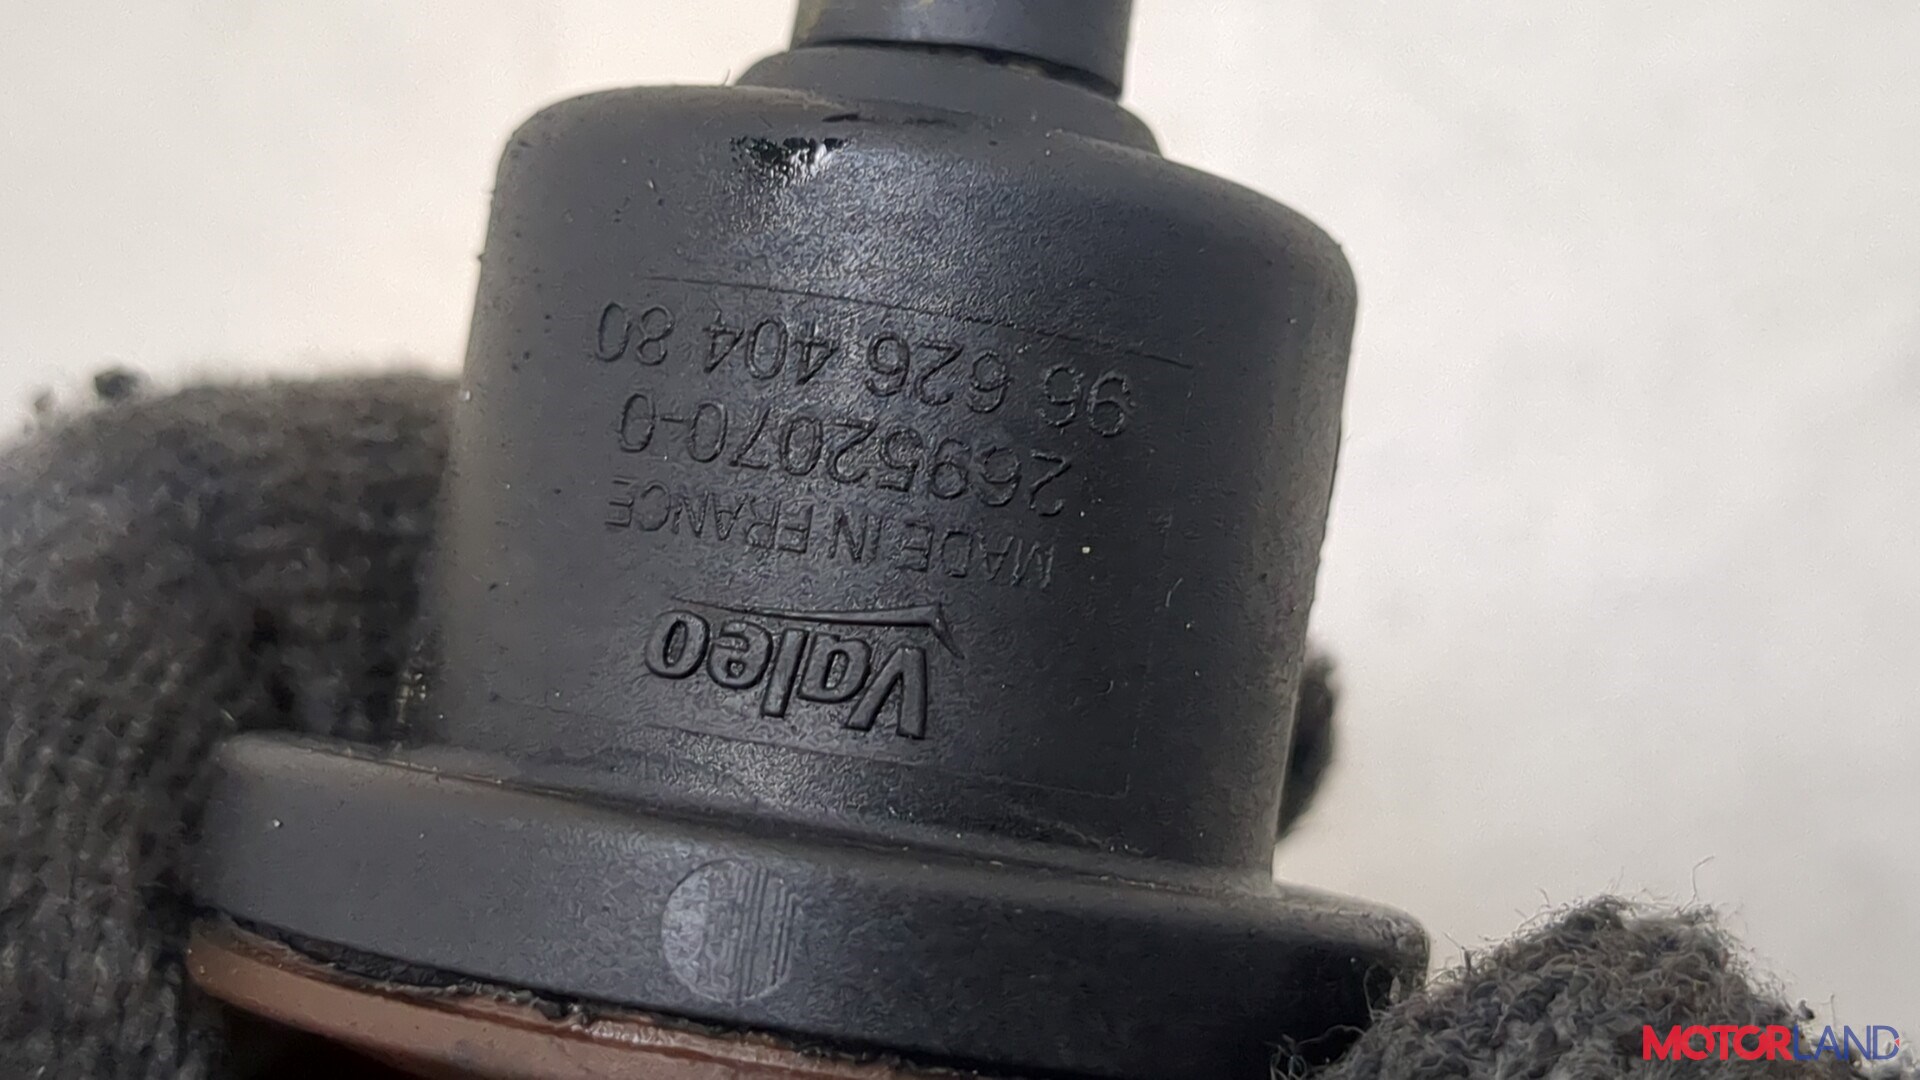 Valeo
MADE IN FRANCE
26952070-0
96 626 404 80
MOTORLAND